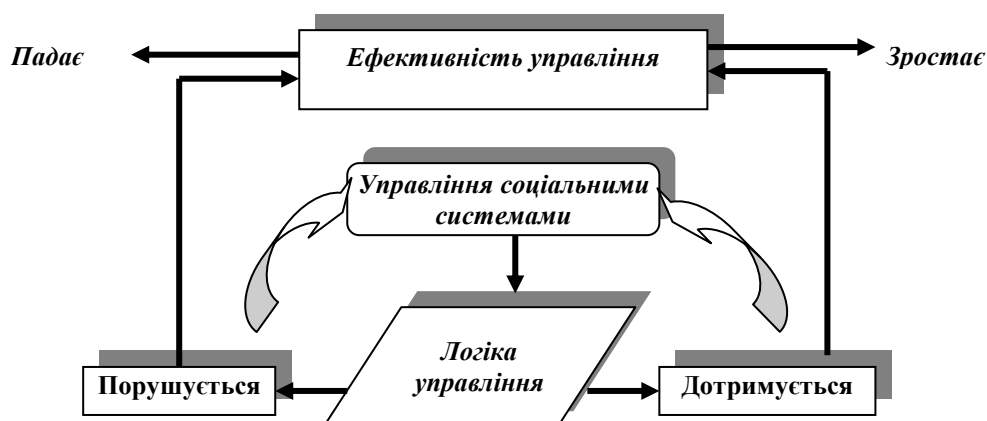 Падає
Ефективність управління
Зростає
Управління соціальними
системами
Логіка
управління
Порушується
Дотримується